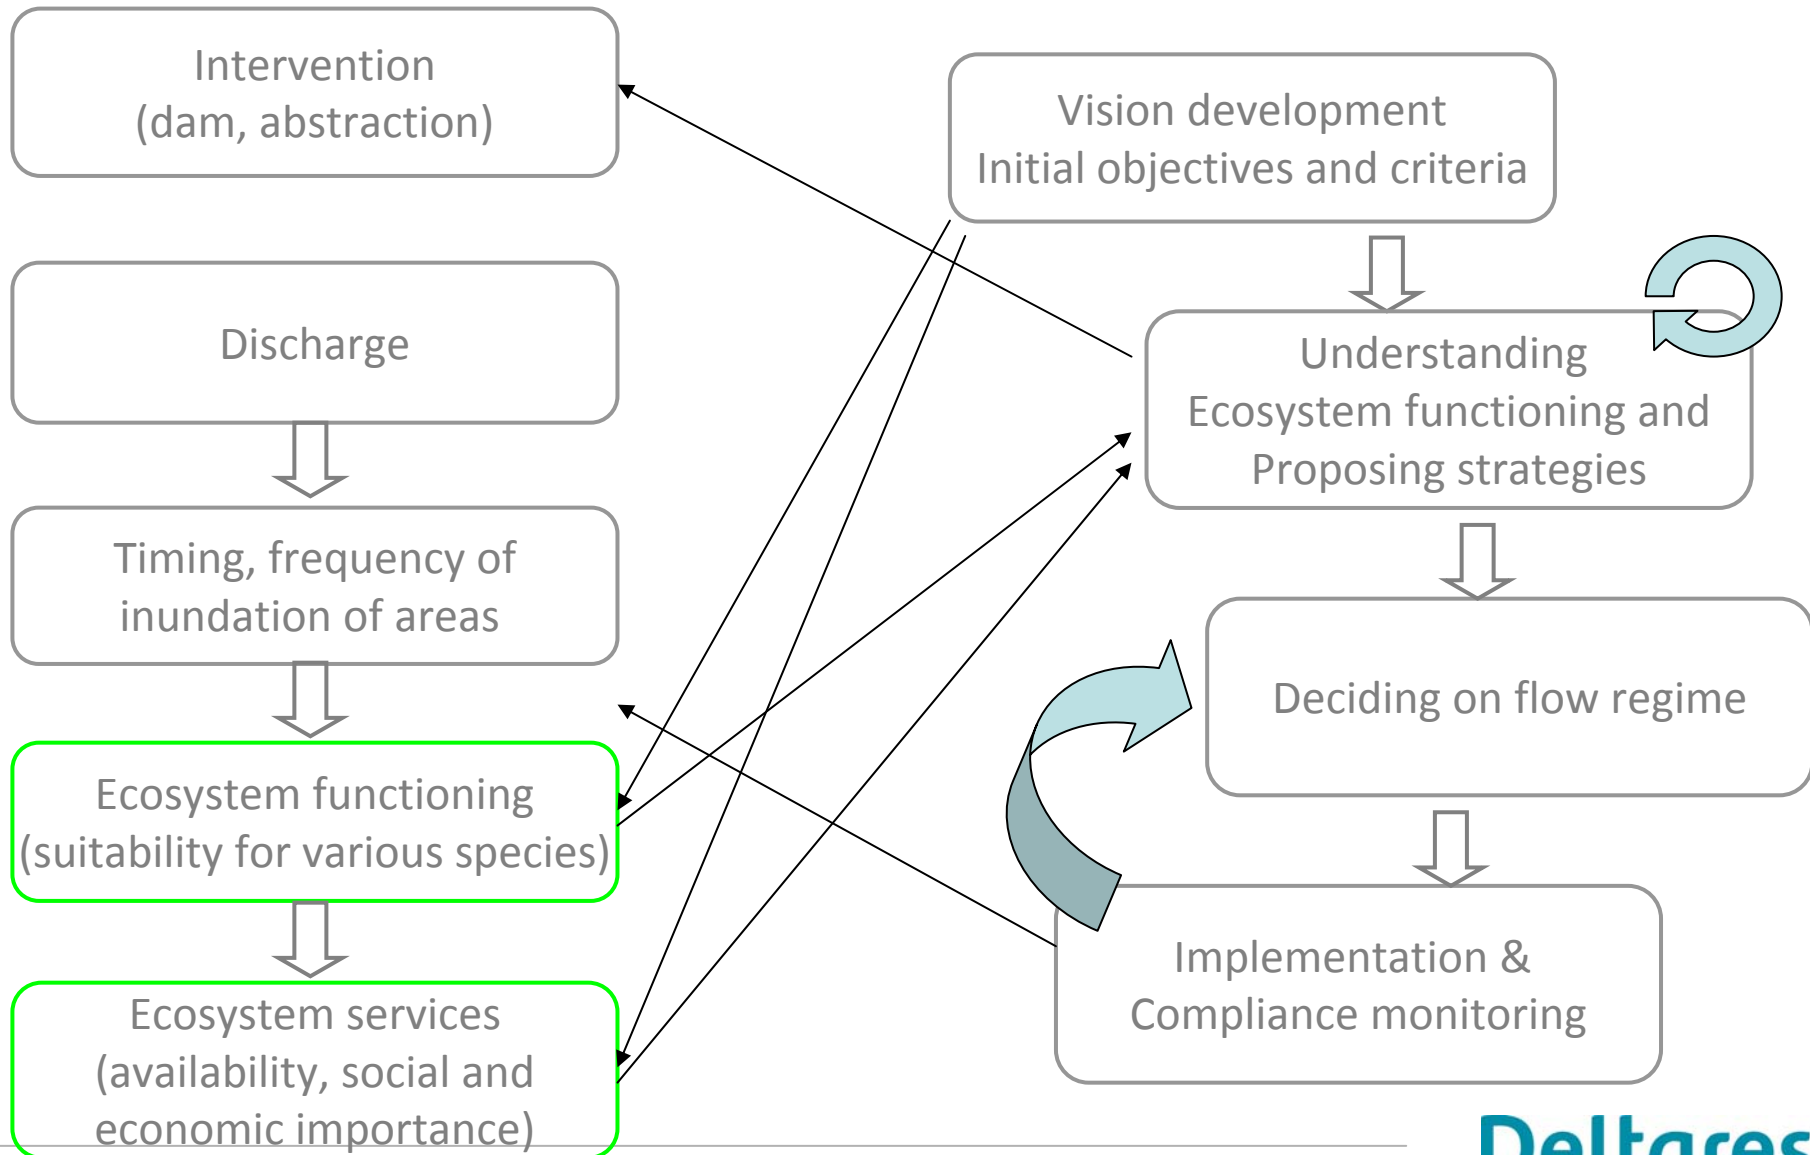 Intervention
(dam, abstraction)
Discharge
Timing, frequency of
inundation of areas
Ecosystem functioning
(suitability for various species)
Ecosystem services
(availability, social and
economic importance)
Vision development
Initial objectives and criteria
Understanding
Ecosystem functioning and
Proposing strategies
Deciding on flow regime
Implementation &
Compliance monitoring
Deltares